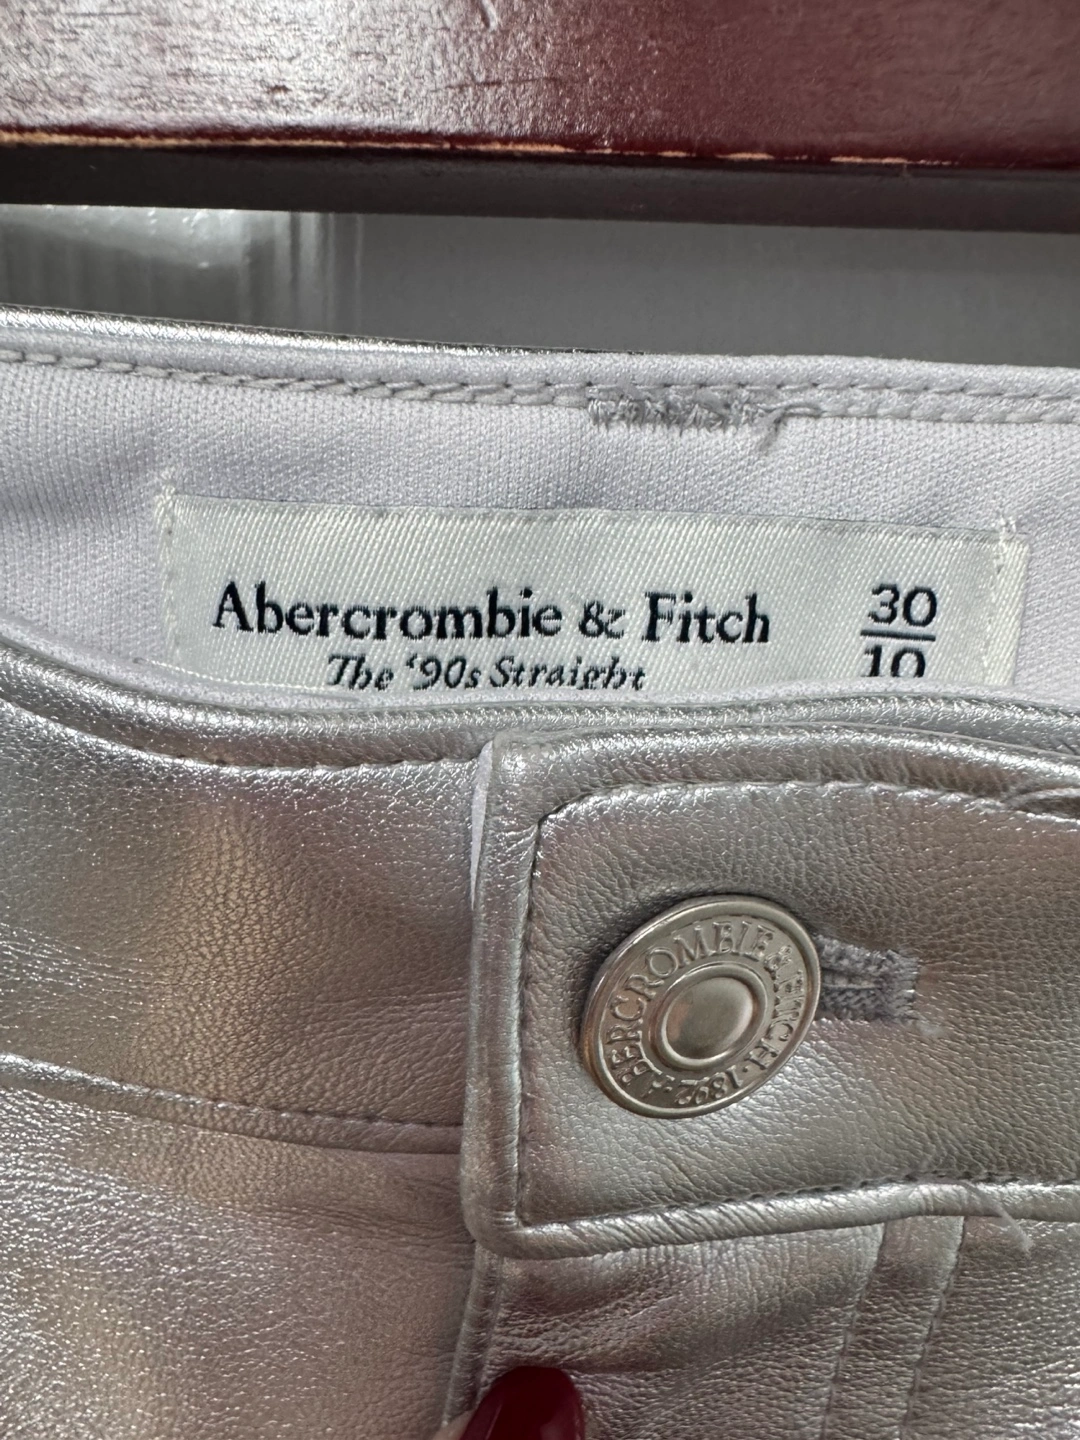 Abercrombie & Fitch
The '90s Straight
30
10
ABERCROMBIE & FITCH · 1892 ·